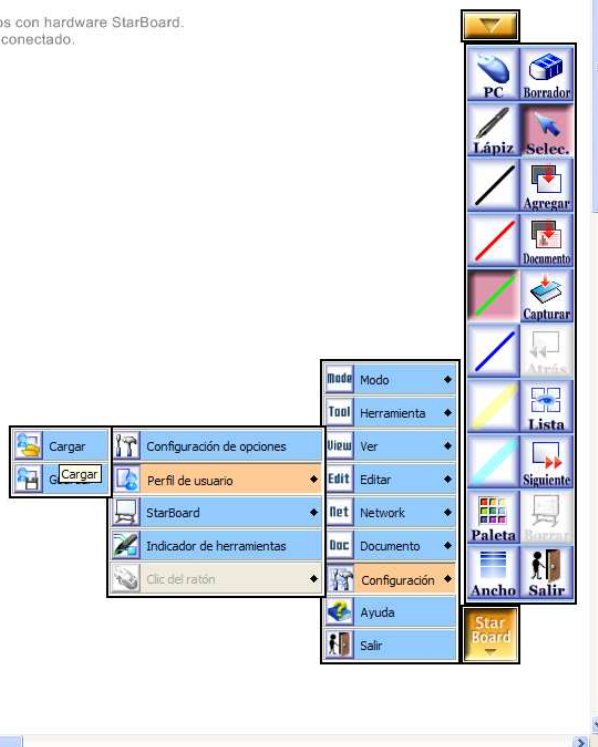 os con hardware StarBoard.
conectado.
PC
Borrador
Lápiz
Selec.
Agregar
Documento
Capturar
Atrás
Lista
Siguiente
Paleta
Borrar
Ancho
Salir
Star
Board
Mode Modo
Tool Herramienta
View Ver
Edit Editar
Net Network
Doc Documento
Configuración
Ayuda
Salir
Configuración de opciones
Perfil de usuario
StarBoard
Indicador de herramientas
Clic del ratón
Cargar
Cargar